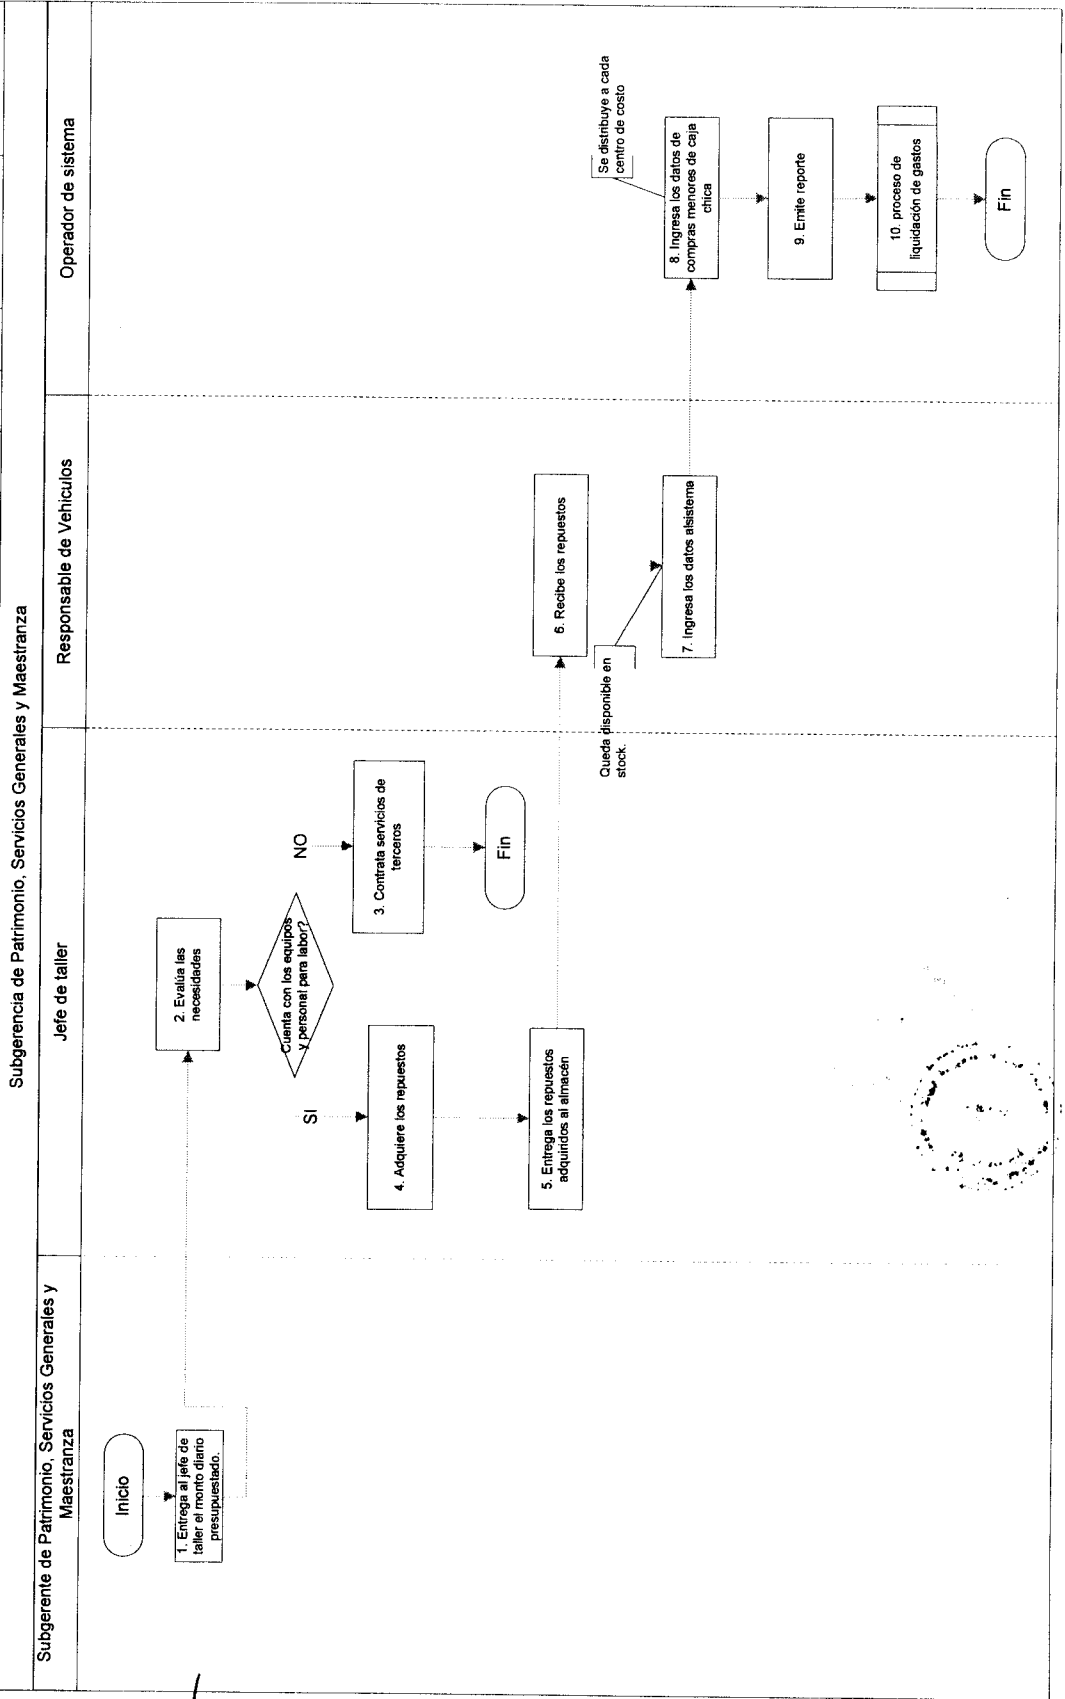 Subgerencia de Patrimonio, Servicios Generales y Maestranza
Subgerente de Patrimonio, Servicios Generales y
Maestranza
Jefe de taller
Responsable de Vehiculos
Operador de sistema
Inicio
1. Entrega al jefe de
taller el monto diario
presupuestado.
2. Evalúa las
necesidades
Cuenta con los equipos
y personal para labor?
SI
NO
3. Contrata servicios de
terceros
Fin
4. Adquiere los repuestos
5. Entrega los repuestos
adquiridos al almacén
6. Recibe los repuestos
Queda disponible en
stock.
7. Ingresa los datos alsistema
Se distribuye a cada
centro de costo
8. Ingresa los datos de
compras menores de caja
chica
9. Emite reporte
10. proceso de
liquidación de gastos
Fin